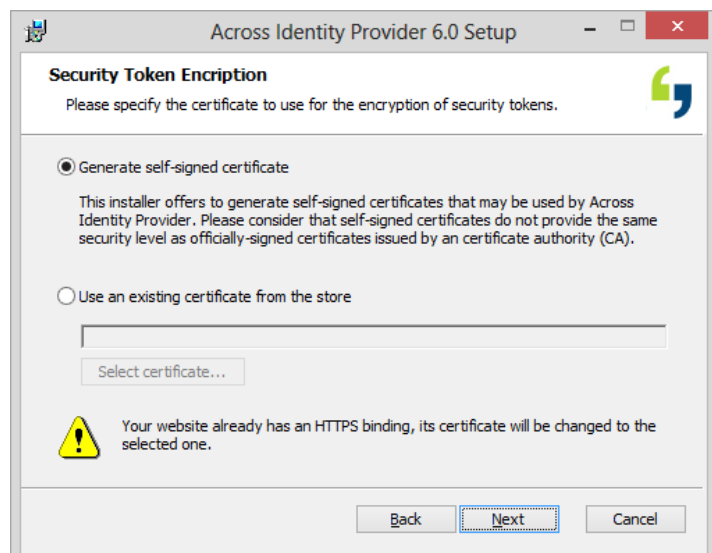 Across Identity Provider 6.0 Setup
Security Token Encription
Please specify the certificate to use for the encryption of security tokens.
Generate self-signed certificate
This installer offers to generate self-signed certificates that may be used by Across
Identity Provider. Please consider that self-signed certificates do not provide the same
security level as officially-signed certificates issued by an certificate authority (CA).
Use an existing certificate from the store
Select certificate...
Your website already has an HTTPS binding, its certificate will be changed to the
selected one.
Back Next Cancel